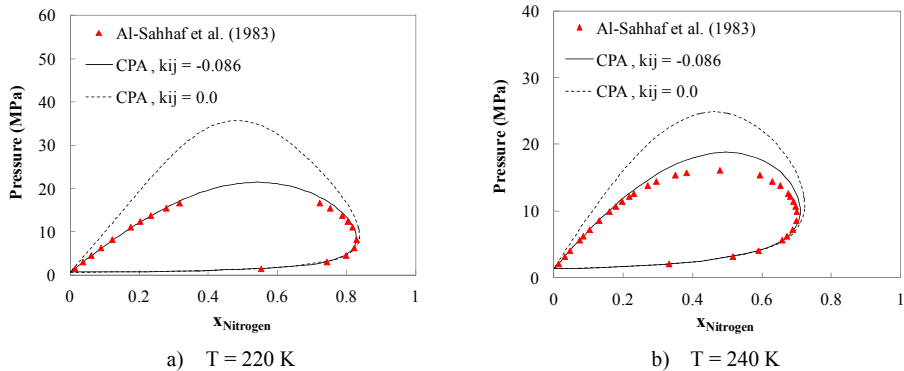 60
50
40
30
20
10
0
Pressure (MPa)
Al-Sahhaf et al. (1983)
CPA , kij = -0.086
CPA , kij = 0.0
0 0.2 0.4 0.6 0.8 1
xNitrogen
a) T = 220 K
40
30
20
10
0
Pressure (MPa)
Al-Sahhaf et al. (1983)
CPA , kij = -0.086
CPA , kij = 0.0
0 0.2 0.4 0.6 0.8 1
xNitrogen
b) T = 240 K